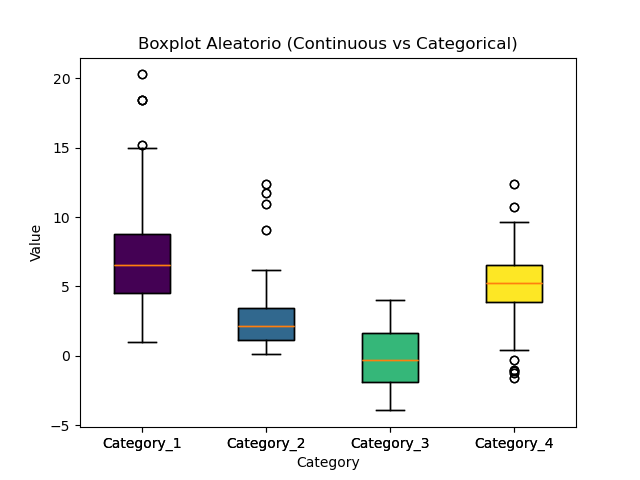 Boxplot Aleatorio (Continuous vs Categorical)
20
15
10
5
0
−5
Value
Category_1 Category_2 Category_3 Category_4
Category